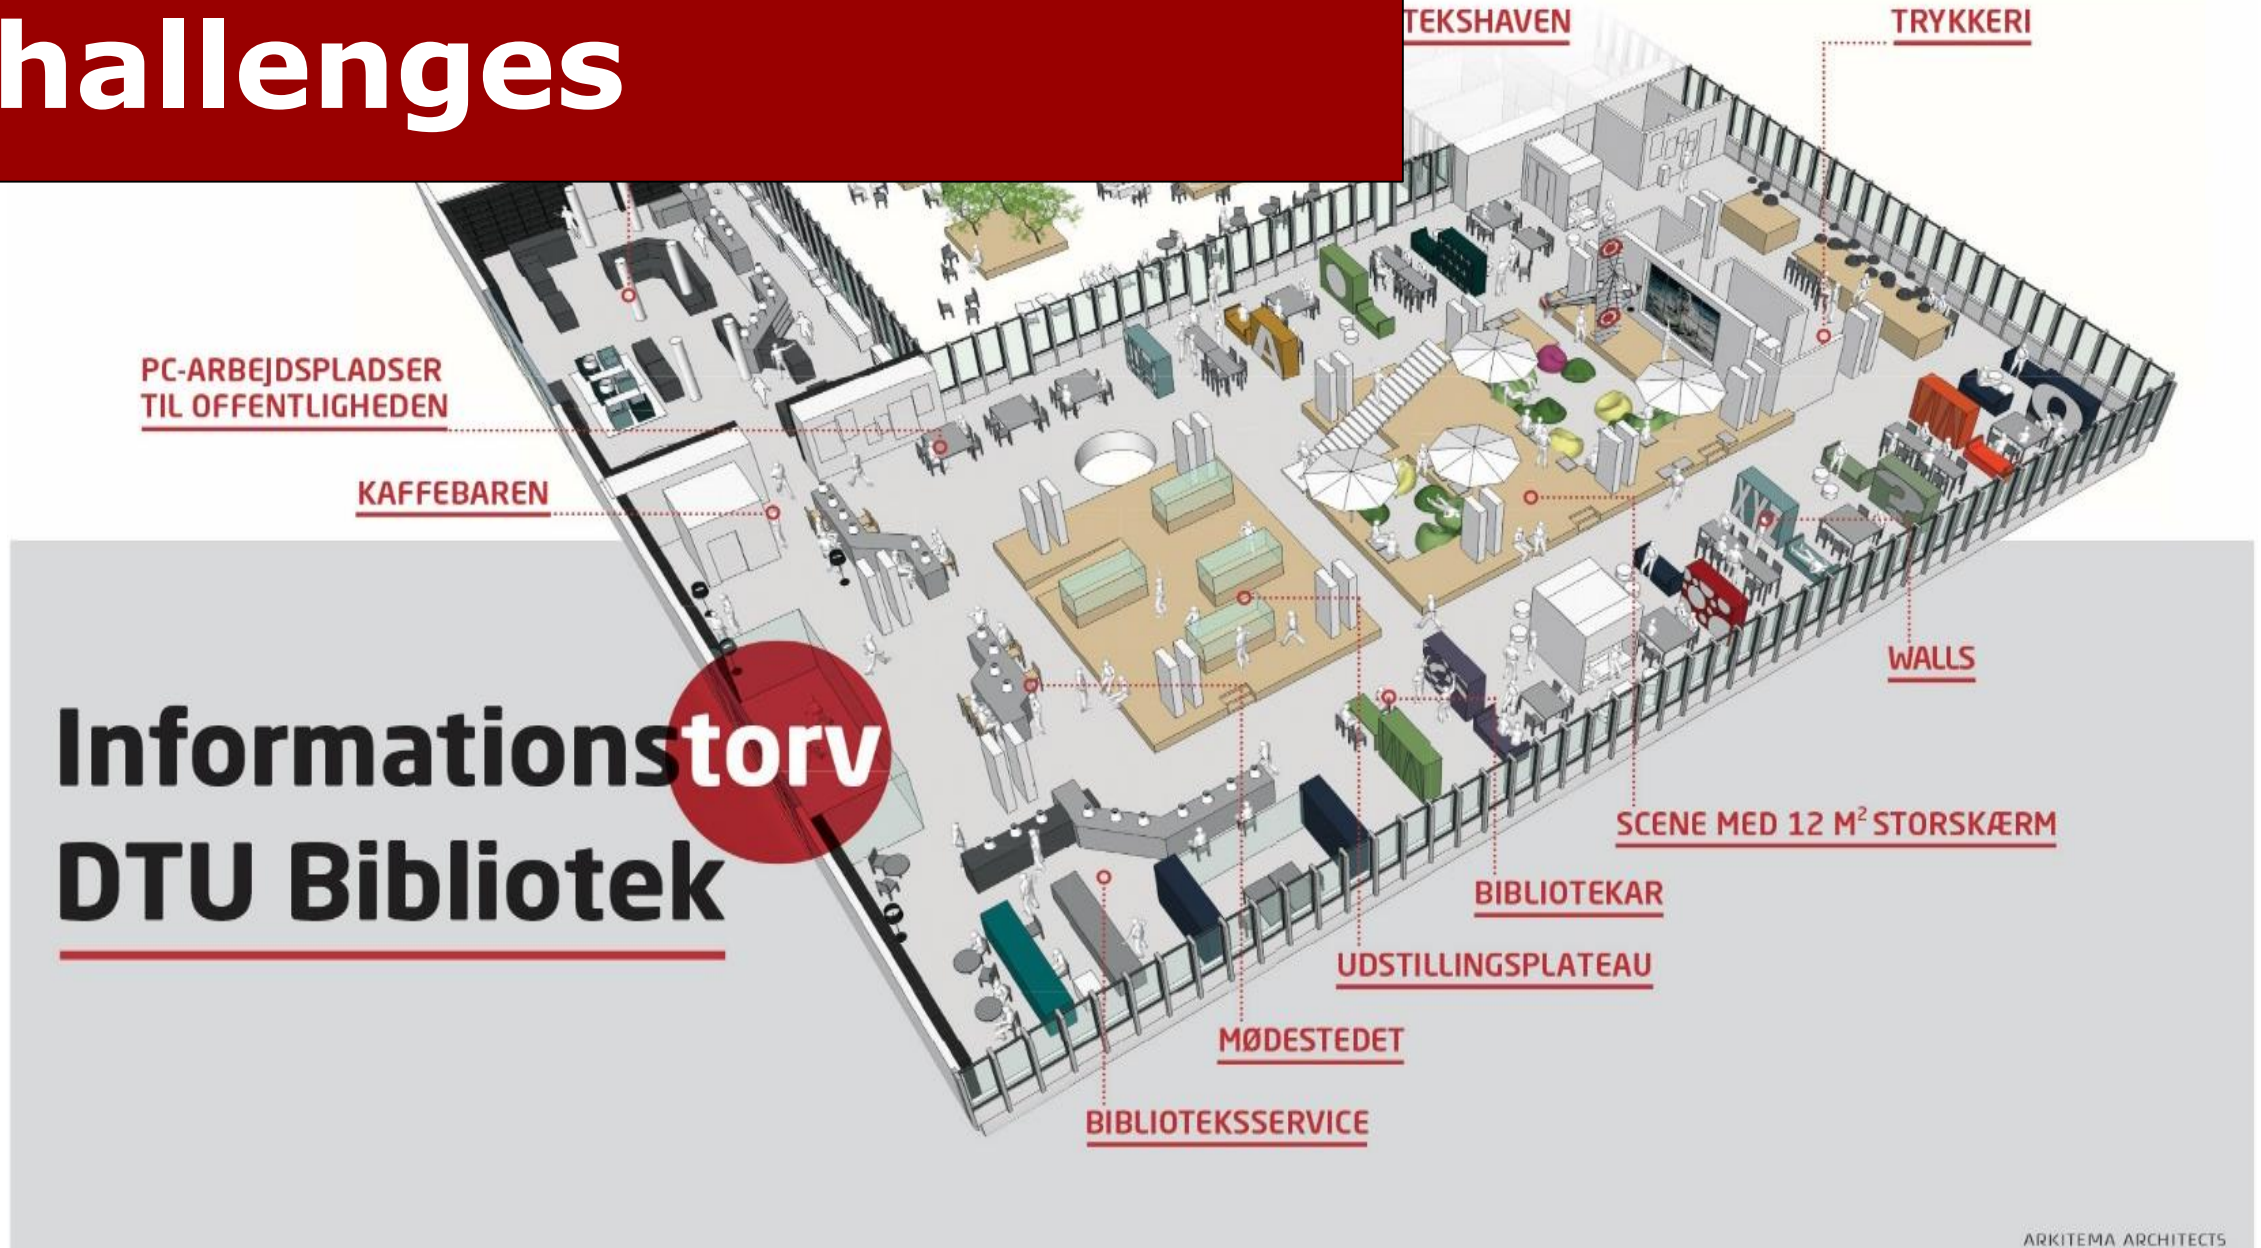 hallenges
TEKSHAVEN
TRYKKERI
PC-ARBEJDSPLADSER
TIL OFFENTLIGHEDEN
KAFFEBAREN
WALLS
Informationstorv
DTU Bibliotek
SCENE MED 12 M² STORSKÆRM
BIBLIOTEKAR
UDSTILLINGSPLATEAU
MØDESTEDET
BIBLIOTEKSSERVICE
ARKITEMA ARCHITECTS